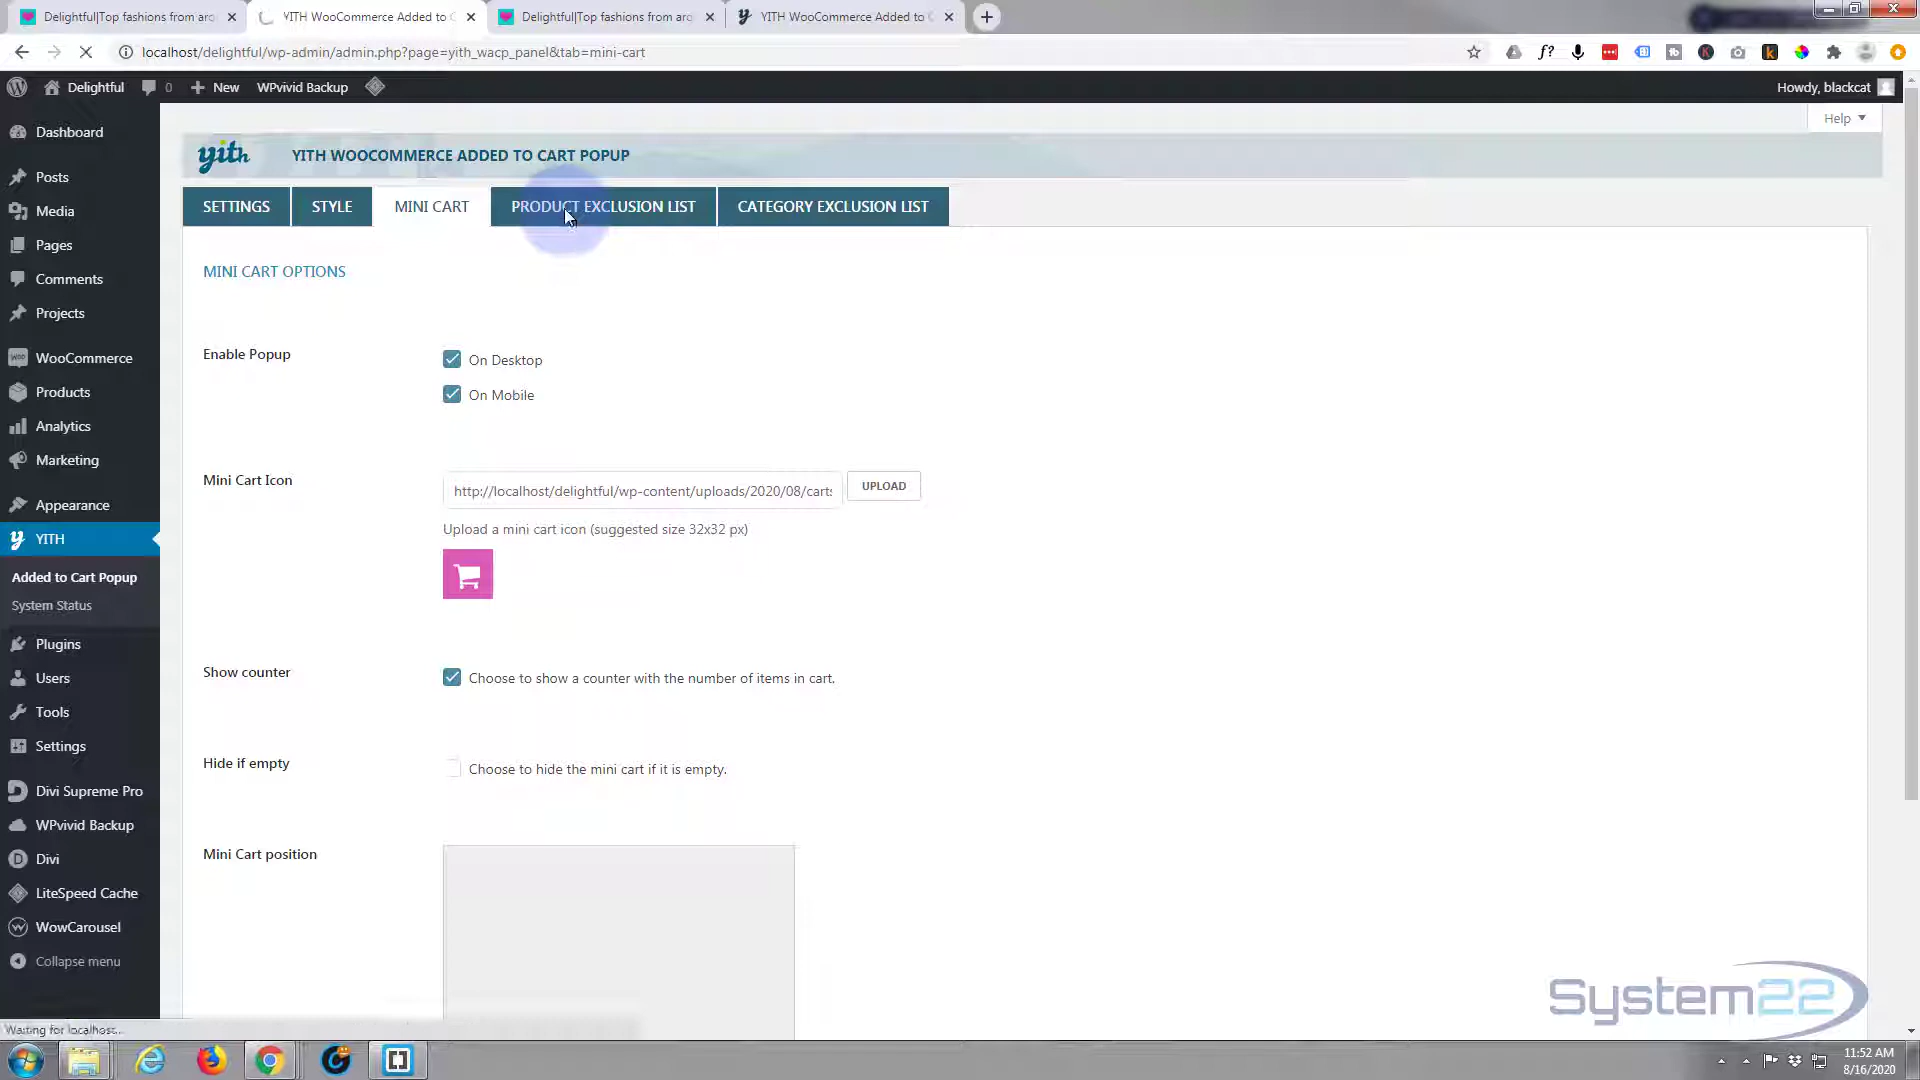 Delightful|Top fashions from aro
YITH WooCommerce Added to C
Delightful|Top fashions from aro
YITH WooCommerce Added to C
localhost/delightful/wp-admin/admin.php?page=yith_wacp_panel&tab=mini-cart
Delightful
0
New
WPvivid Backup
Howdy, blackcat
Help
Dashboard
Posts
Media
Pages
Comments
Projects
WooCommerce
Products
Analytics
Marketing
Appearance
YITH
Added to Cart Popup
System Status
Plugins
Users
Tools
Settings
Divi Supreme Pro
WPvivid Backup
Divi
LiteSpeed Cache
WowCarousel
Collapse menu
yith
YITH WOOCOMMERCE ADDED TO CART POPUP
SETTINGS
STYLE
MINI CART
PRODUCT EXCLUSION LIST
CATEGORY EXCLUSION LIST
MINI CART OPTIONS
Enable Popup
On Desktop
On Mobile
Mini Cart Icon
http://localhost/delightful/wp-content/uploads/2020/08/carts
UPLOAD
Upload a mini cart icon (suggested size 32x32 px)
Show counter
Choose to show a counter with the number of items in cart.
Hide if empty
Choose to hide the mini cart if it is empty.
Mini Cart position
System22
Waiting for localhost...
11:52 AM
8/16/2020